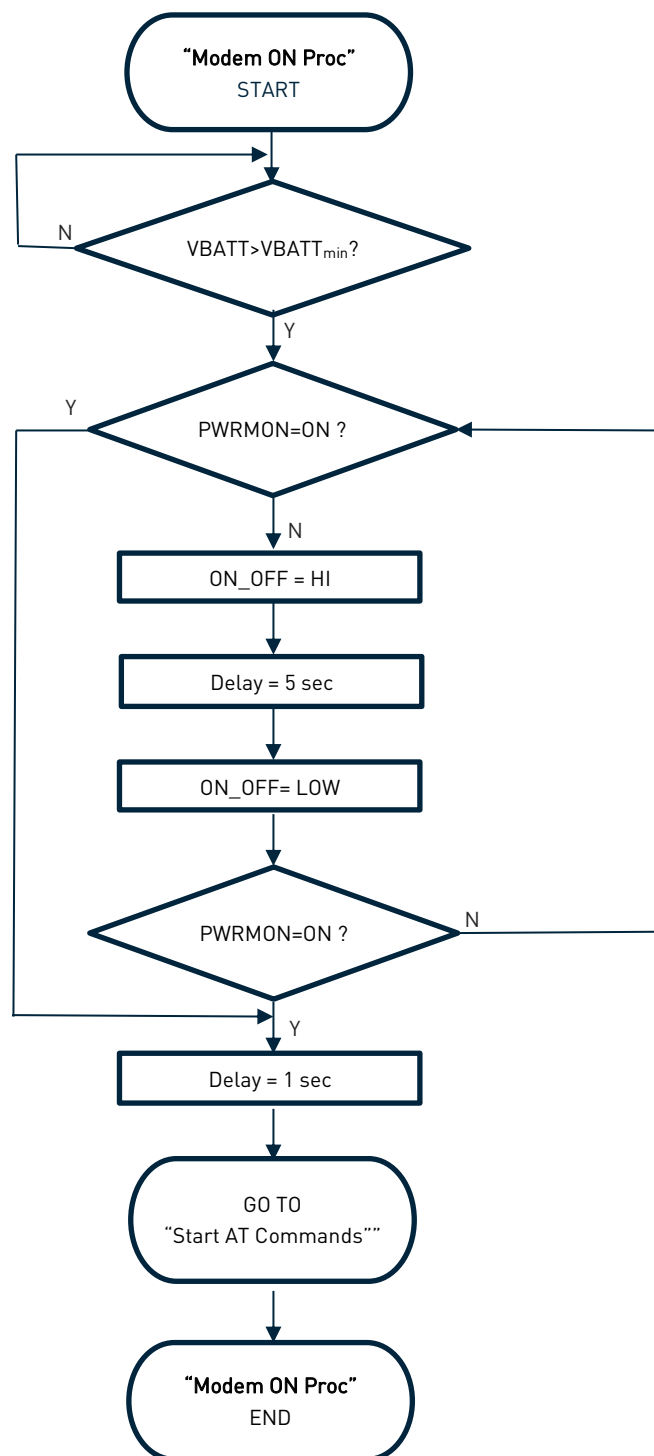 “Modem ON Proc”
START
N
VBATT>VBATTmin?
Y
Y
PWRMON=ON ?
N
ON_OFF = HI
Delay = 5 sec
ON_OFF= LOW
PWRMON=ON ?
N
Y
Delay = 1 sec
GO TO
“Start AT Commands””
“Modem ON Proc”
END